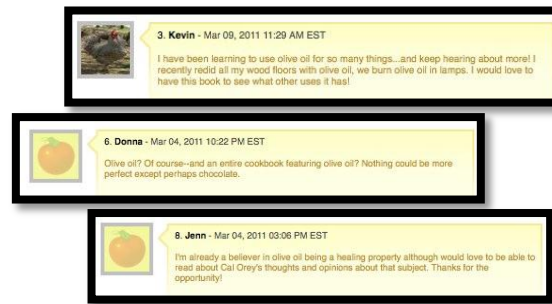 3. Kevin - Mar 09, 2011 11:29 AM EST
I have been learning to use olive oil for so many things...and keep hearing about more! I
recently redid all my wood floors with olive oil, we burn olive oil in lamps. I would love to
have this book to see what other uses it has!
6. Donna - Mar 04, 2011 10:22 PM EST
Olive oil? Of course--and an entire cookbook featuring olive oil? Nothing could be more
perfect except perhaps chocolate.
8. Jenn - Mar 04, 2011 03:06 PM EST
I'm already a believer in olive oil being a healing property although would love to be able to
read about Cal Orey's thoughts and opinions about that subject. Thanks for the
opportunity!